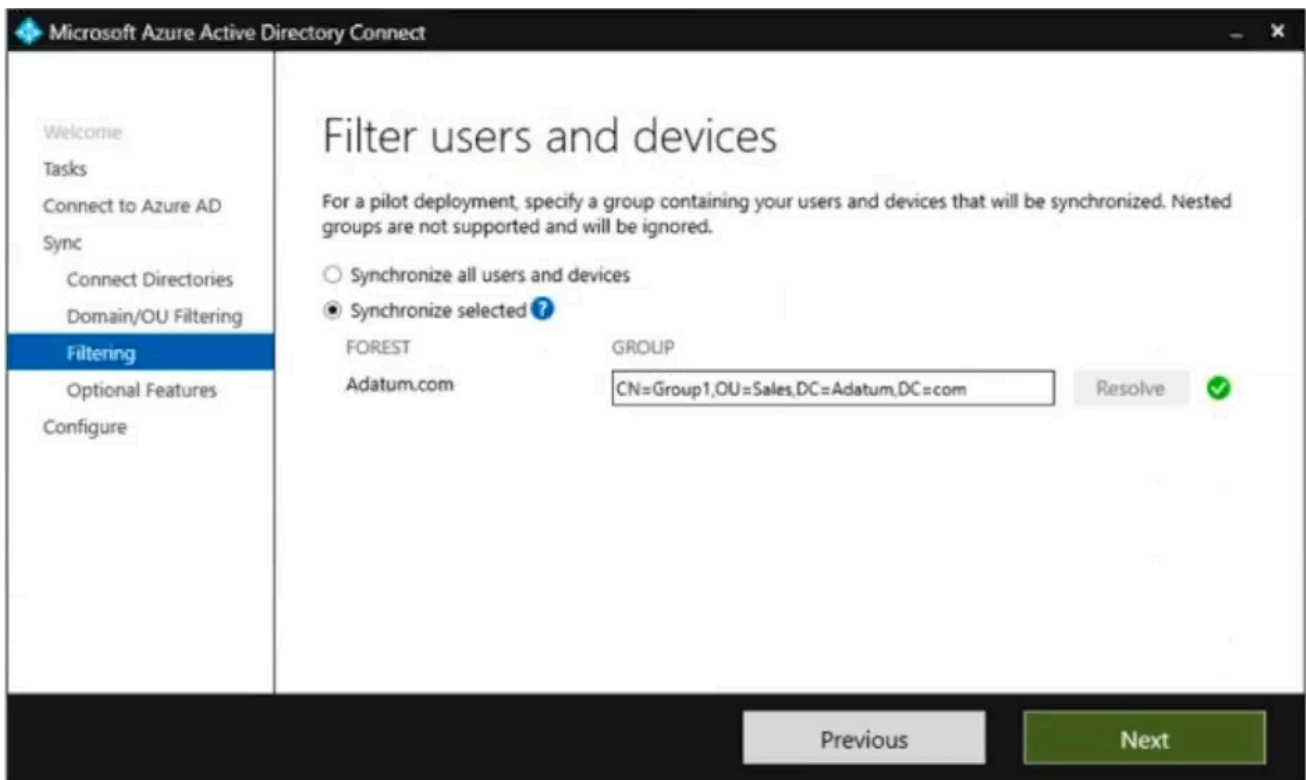 Microsoft Azure Active Directory Connect
Welcome
Tasks
Connect to Azure AD
Sync
Connect Directories
Domain/OU Filtering
Filtering
Optional Features
Configure
Filter users and devices
For a pilot deployment, specify a group containing your users and devices that will be synchronized. Nested
groups are not supported and will be ignored.
Synchronize all users and devices
Synchronize selected ?
FOREST GROUP
Adatum.com CN=Group1,OU=Sales,DC=Adatum,DC=com Resolve
Previous Next